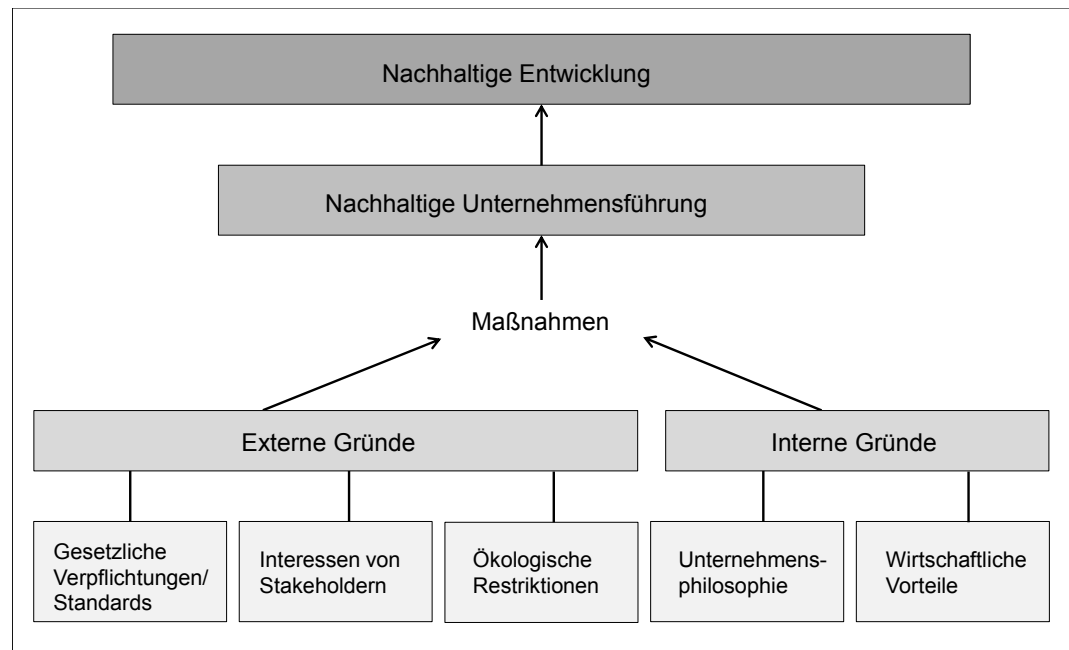 Nachhaltige Entwicklung
Nachhaltige Unternehmensführung
Maßnahmen
Externe Gründe
Interne Gründe
Gesetzliche
Verpflichtungen/
Standards
Interessen von
Stakeholdern
Ökologische
Restriktionen
Unternehmens-
philosophie
Wirtschaftliche
Vorteile